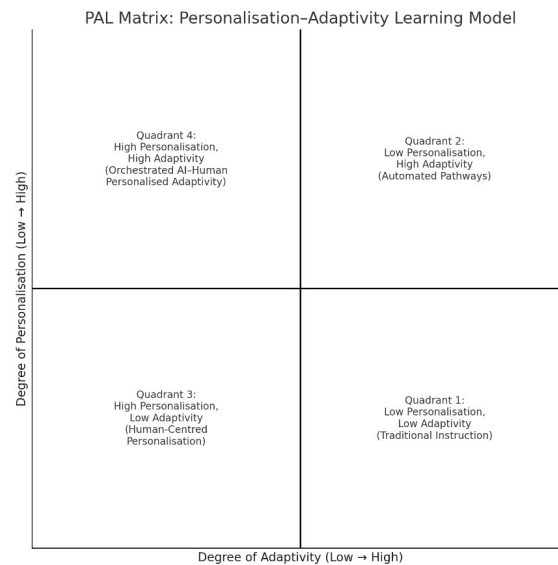 PAL Matrix: Personalisation–Adaptivity Learning Model
Degree of Personalisation (Low → High)
Quadrant 4:
High Personalisation,
High Adaptivity
(Orchestrated AI–Human
Personalised Adaptivity)
Quadrant 2:
Low Personalisation,
High Adaptivity
(Automated Pathways)
Quadrant 3:
High Personalisation,
Low Adaptivity
(Human-Centred
Personalisation)
Quadrant 1:
Low Personalisation,
Low Adaptivity
(Traditional Instruction)
Degree of Adaptivity (Low → High)